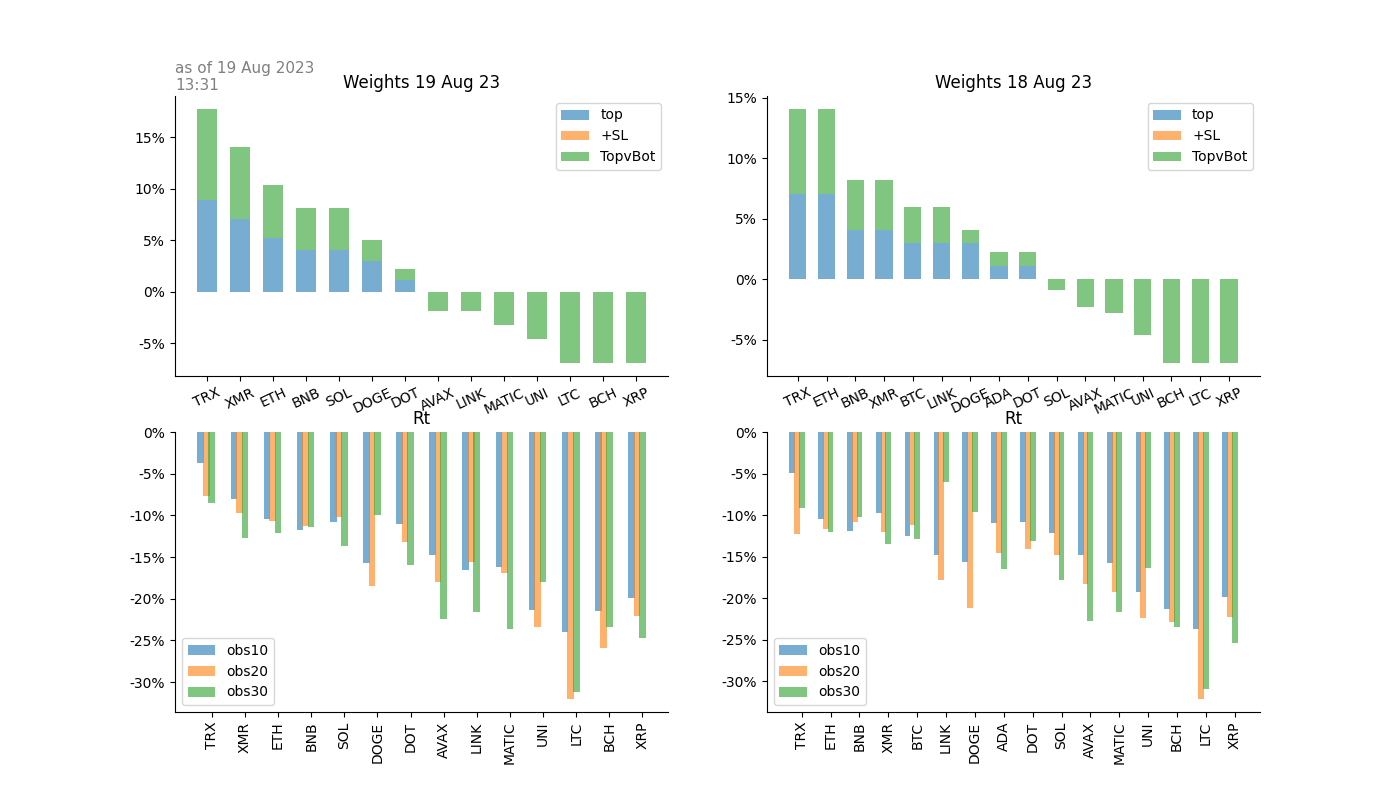 as of 19 Aug 2023
13:31
Weights 19 Aug 23
15%
10%
5%
0%
-5%
top
+SL
TopvBot
TRX XMR ETH BNB SOL DOGE DOT AVAX LINK MATIC UNI LTC BCH XRP
Weights 18 Aug 23
15%
10%
5%
0%
-5%
top
+SL
TopvBot
TRX ETH BNB XMR BTC LINK DOGE ADA DOT SOL AVAX MATIC UNI BCH LTC XRP
Rt
0%
-5%
-10%
-15%
-20%
-25%
-30%
obs10
obs20
obs30
TRX XMR ETH BNB SOL DOGE DOT AVAX LINK MATIC UNI LTC BCH XRP
Rt
0%
-5%
-10%
-15%
-20%
-25%
-30%
obs10
obs20
obs30
TRX ETH BNB XMR BTC LINK DOGE ADA DOT SOL AVAX MATIC UNI BCH LTC XRP